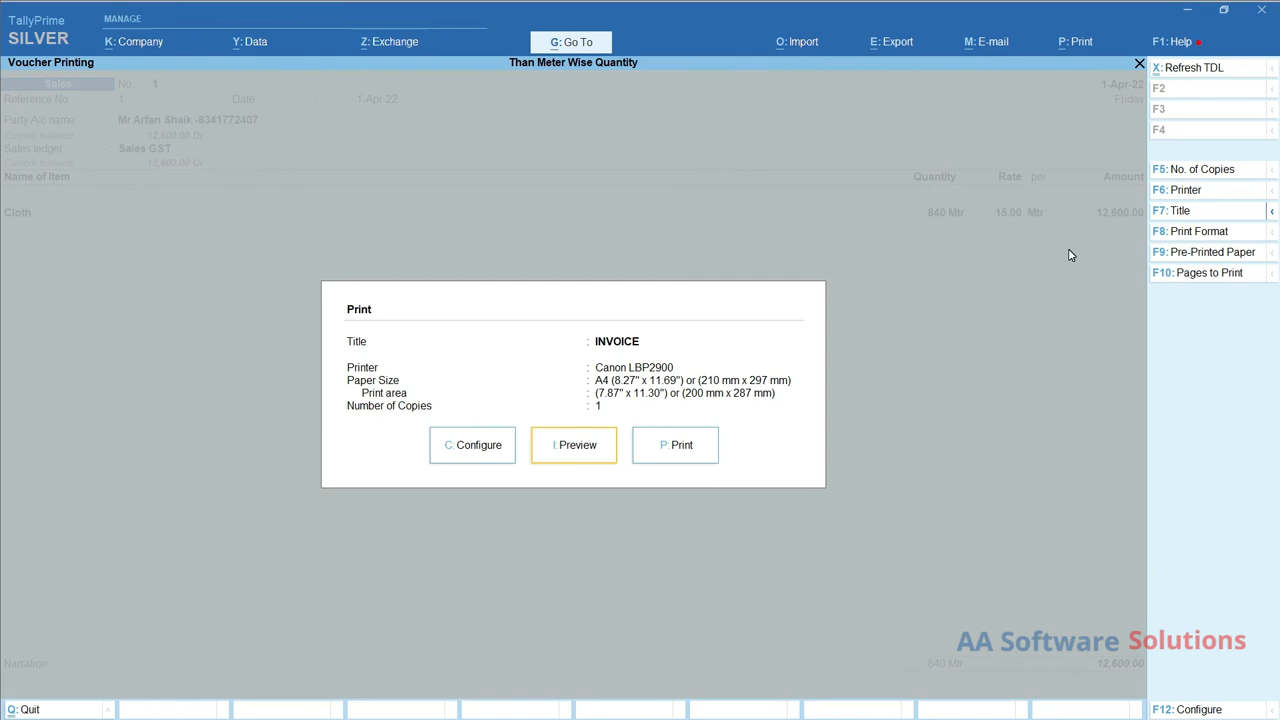 TallyPrime
SILVER
MANAGE
K: Company
Y: Data
Z: Exchange
G: Go To
O: Import
E: Export
M: E-mail
P: Print
F1: Help
Voucher Printing
Than Meter Wise Quantity
X: Refresh TDL
Sales No. 1
1-Apr-22
F2
Reference No. : 1 Date : 1-Apr-22
Friday
F3
Party A/c name : Mr Arfan Shaik -8341772407
F4
Current balance : 12,600.00 Dr
Sales ledger : Sales GST
Current balance : 12,600.00 Cr
Name of Item Quantity Rate per Amount
F5: No. of Copies
F6: Printer
Cloth 840 Mtr 15.00 Mtr 12,600.00
F7: Title
F8: Print Format
F9: Pre-Printed Paper
F10: Pages to Print
Print
Title : INVOICE
Printer : Canon LBP2900
Paper Size : A4 (8.27" x 11.69") or (210 mm x 297 mm)
Print area : (7.87" x 11.30") or (200 mm x 287 mm)
Number of Copies : 1
C: Configure
I: Preview
P: Print
AA Software Solutions
Narration: 840 Mtr 12,600.00
Q: Quit
F12: Configure